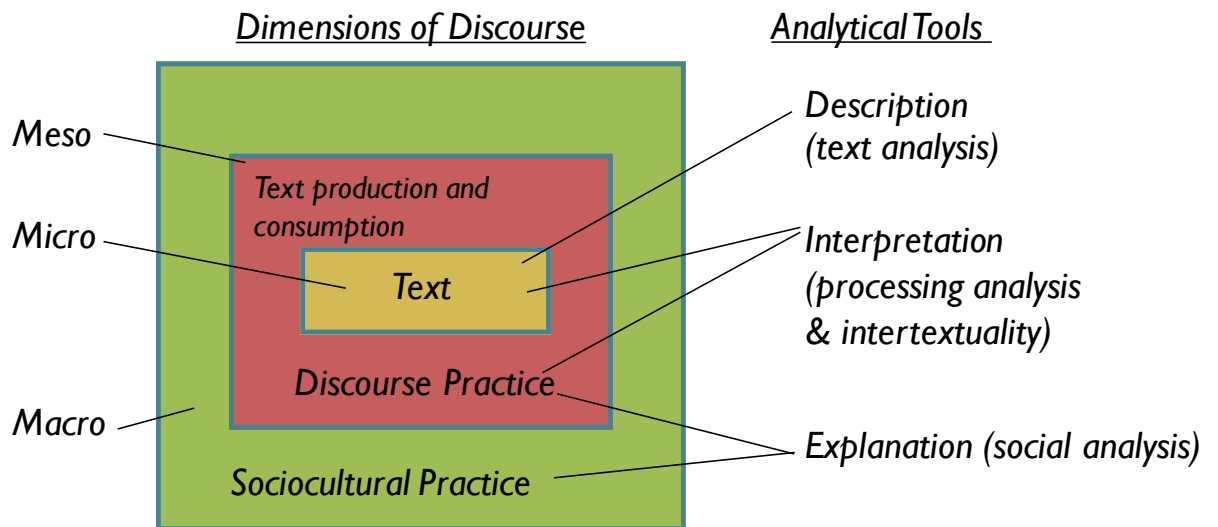 Dimensions of Discourse
Analytical Tools
Meso
Micro
Macro
Text production and
consumption
Text
Discourse Practice
Sociocultural Practice
Description
(text analysis)
Interpretation
(processing analysis
& intertextuality)
Explanation (social analysis)